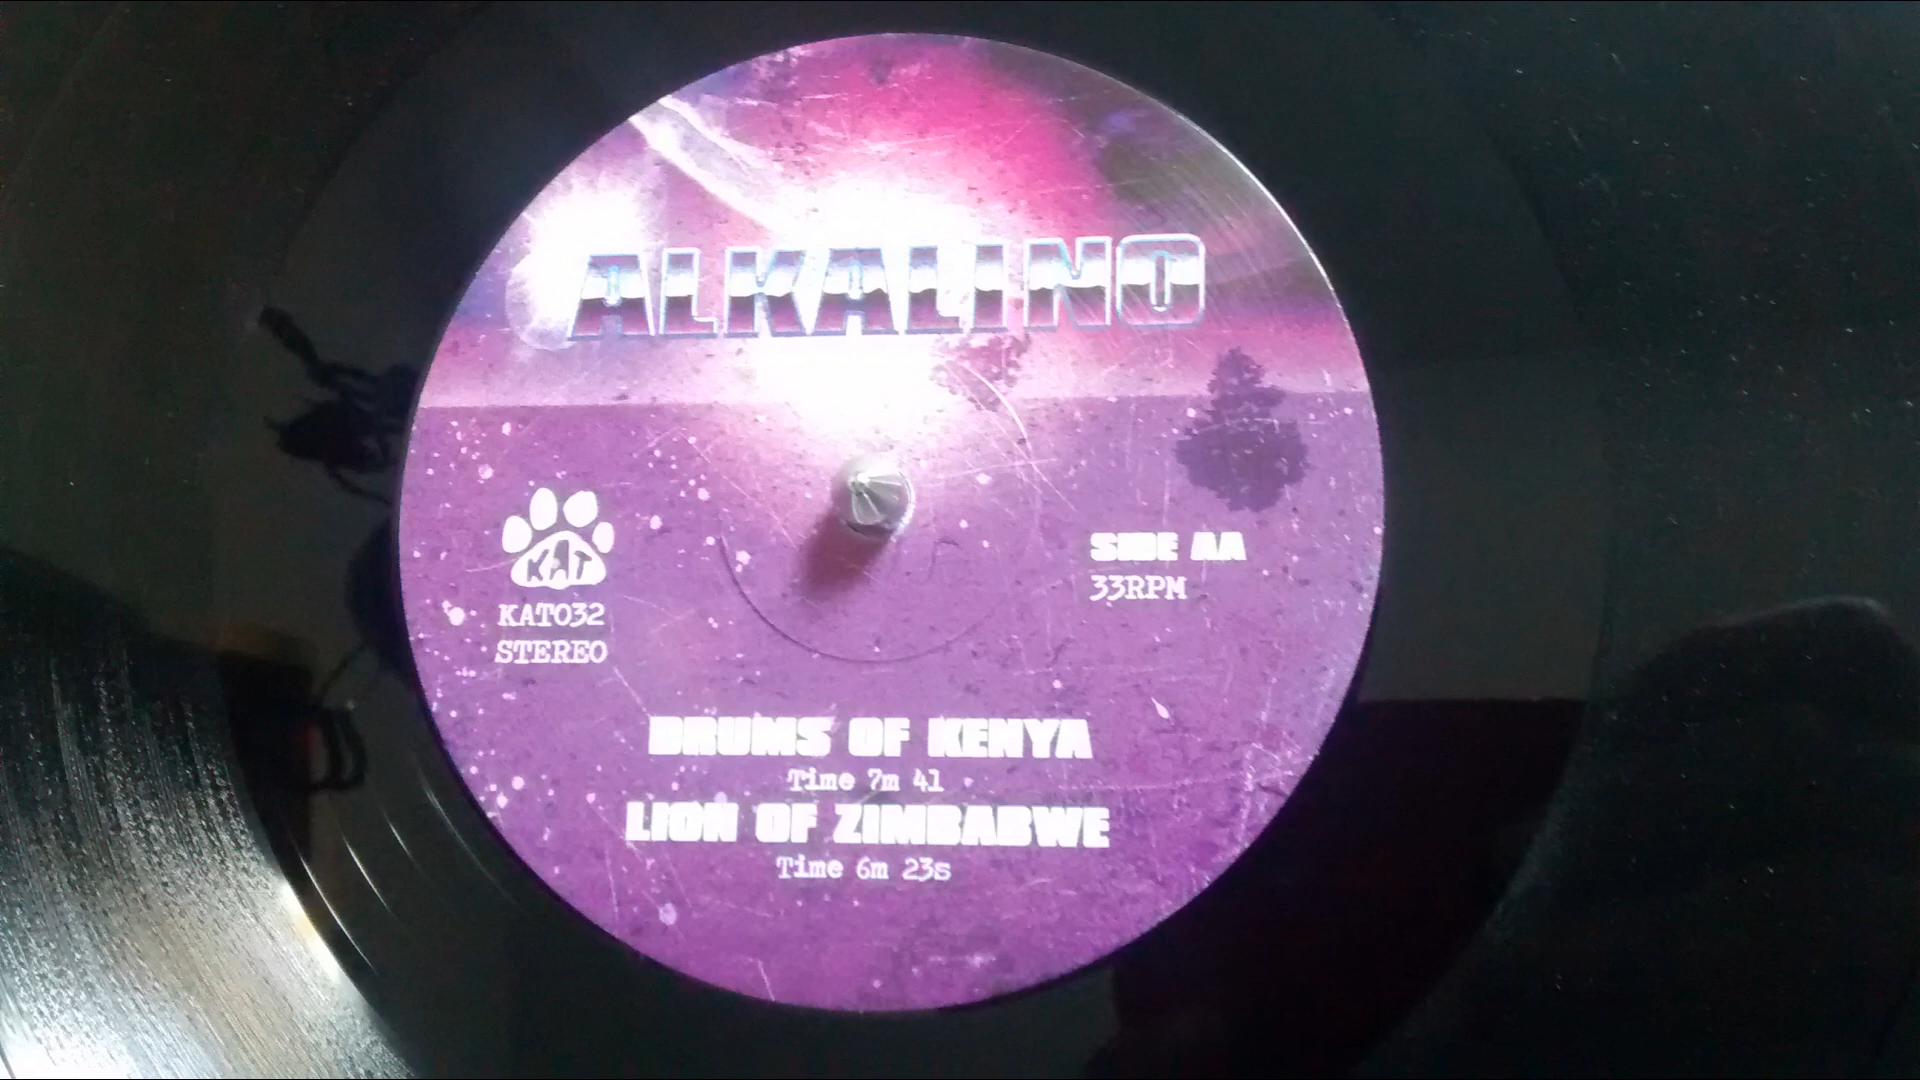 ALKALINO
KAT
KAT032
STEREO
SIDE AA
33RPM
DRUMS OF KENYA
Time 7m 41
LION OF ZIMBABWE
Time 6m 23s